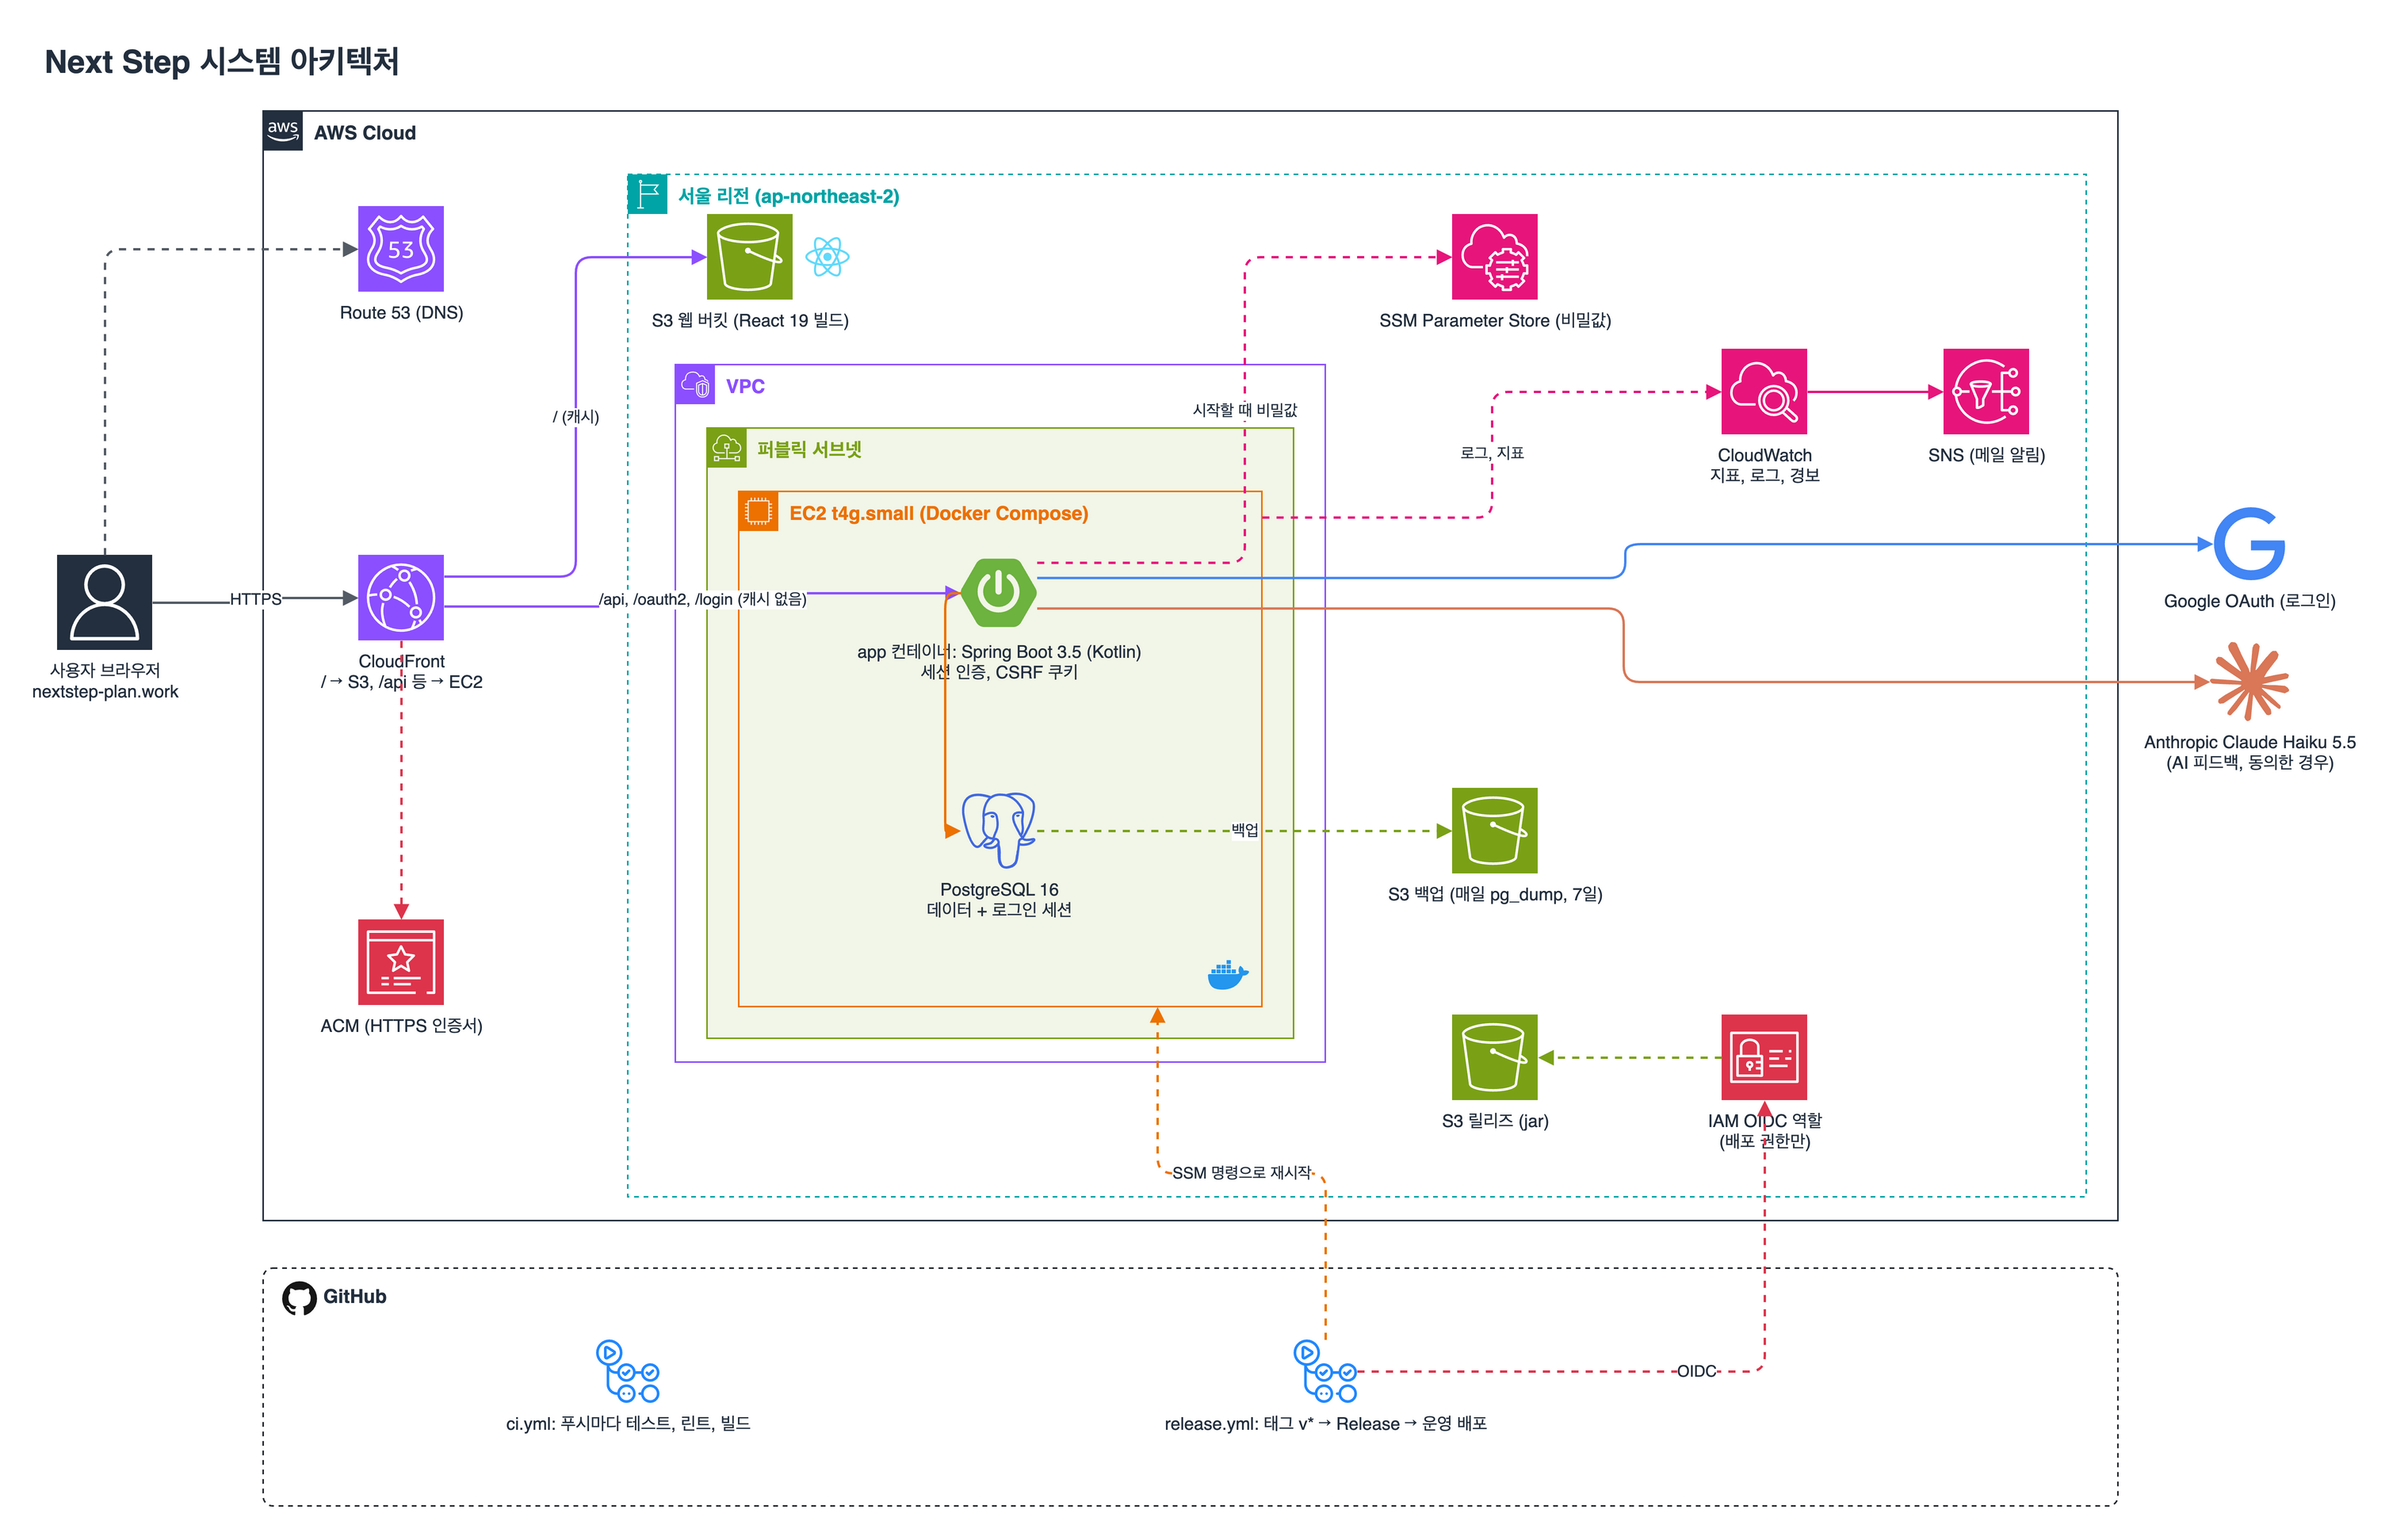 Next Step 시스템 아키텍처
aws
AWS Cloud
서울 리전 (ap-northeast-2)
53
Route 53 (DNS)
S3 웹 버킷 (React 19 빌드)
SSM Parameter Store (비밀값)
VPC
/ (캐시)
시작할 때 비밀값
퍼블릭 서브넷
로그, 지표
CloudWatch
지표, 로그, 경보
SNS (메일 알림)
EC2 t4g.small (Docker Compose)
HTTPS
/api, /oauth2, /login (캐시 없음)
Google OAuth (로그인)
사용자 브라우저
nextstep-plan.work
CloudFront
/ → S3, /api 등 → EC2
app 컨테이너: Spring Boot 3.5 (Kotlin)
세션 인증, CSRF 쿠키
Anthropic Claude Haiku 5.5
(AI 피드백, 동의한 경우)
백업
PostgreSQL 16
데이터 + 로그인 세션
S3 백업 (매일 pg_dump, 7일)
ACM (HTTPS 인증서)
S3 릴리즈 (jar)
IAM OIDC 역할
(배포 권한만)
SSM 명령으로 재시작
GitHub
OIDC
ci.yml: 푸시마다 테스트, 린트, 빌드
release.yml: 태그 v* → Release → 운영 배포